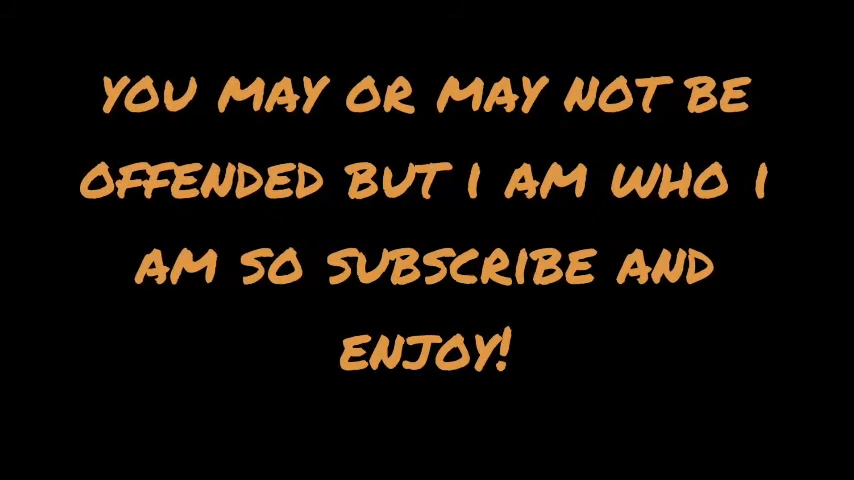 YOU MAY OR MAY NOT BE
OFFENDED BUT I AM WHO I
AM SO SUBSCRIBE AND
ENJOY!